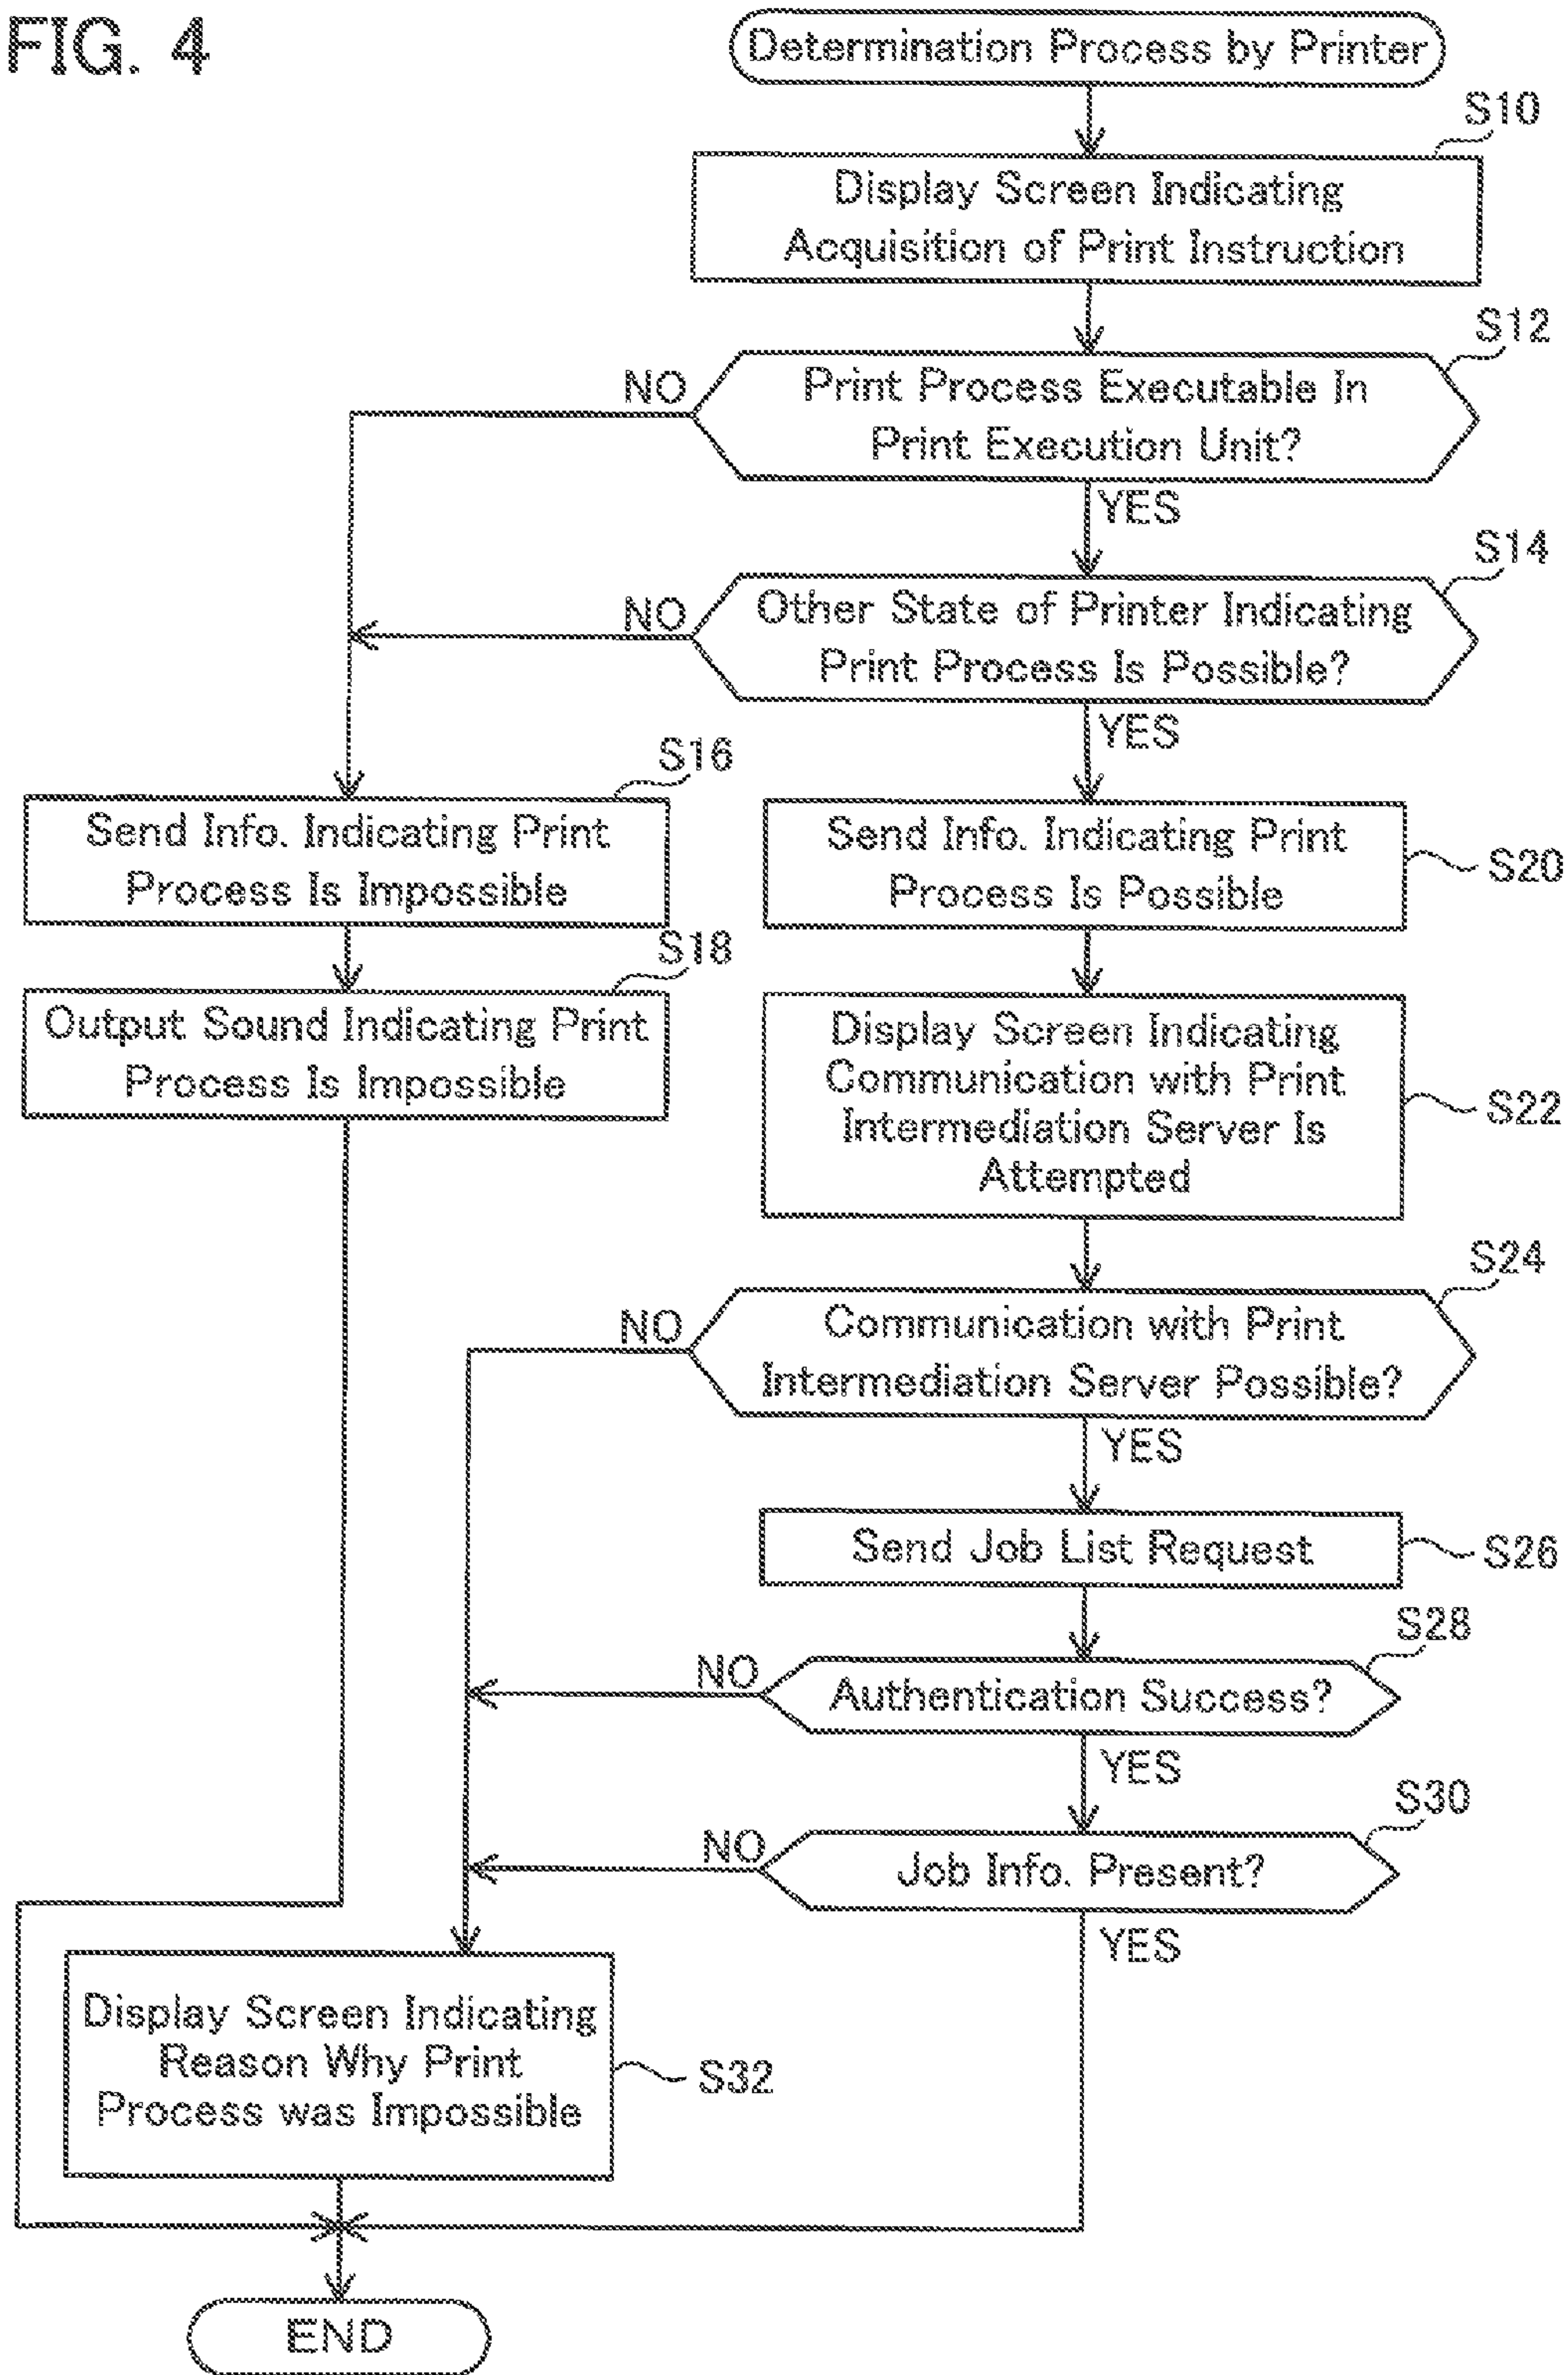 FIG. 4
Determination Process by Printer
S10
Display Screen Indicating
Acquisition of Print Instruction
S12
NO
Print Process Executable In
Print Execution Unit?
YES
S14
NO
Other State of Printer Indicating
Print Process Is Possible?
YES
S16
Send Info. Indicating Print
Process Is Impossible
Send Info. Indicating Print
Process Is Possible
S20
S18
Output Sound Indicating Print
Process Is Impossible
Display Screen Indicating
Communication with Print
Intermediation Server Is
Attempted
S22
S24
NO
Communication with Print
Intermediation Server Possible?
YES
Send Job List Request
S26
S28
NO
Authentication Success?
YES
S30
NO
Job Info. Present?
YES
Display Screen Indicating
Reason Why Print
Process was Impossible
S32
END